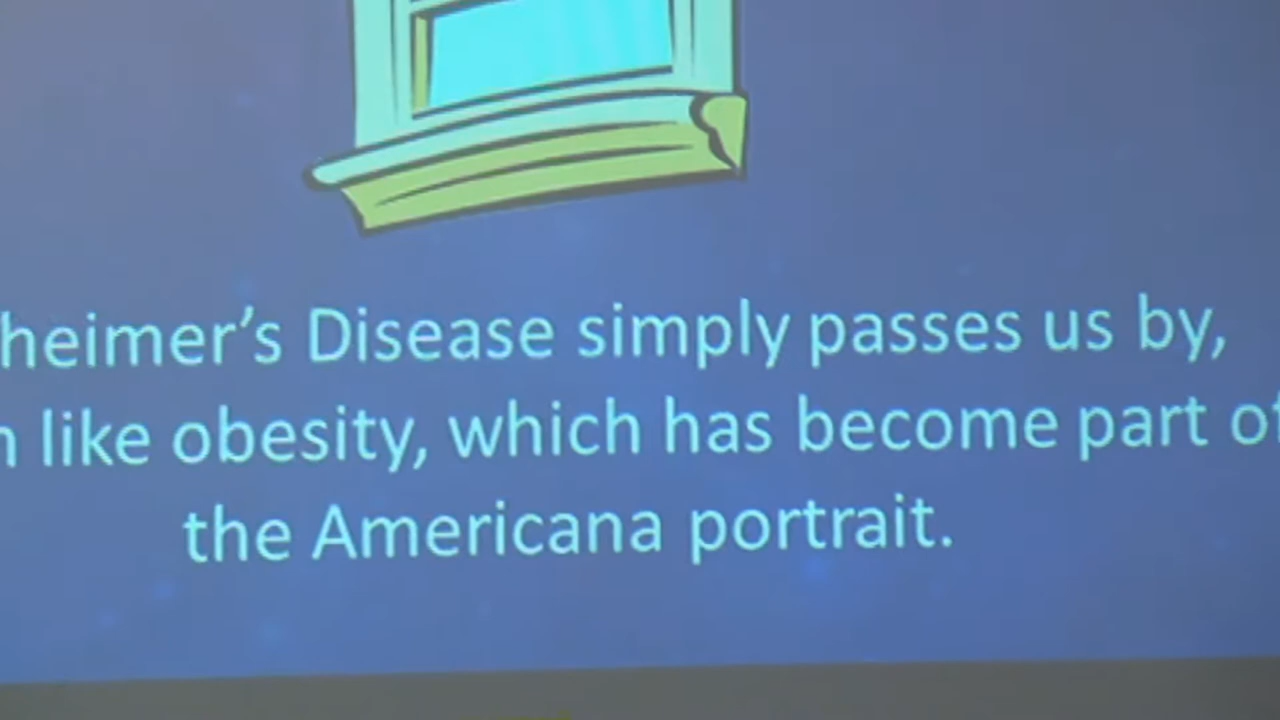 heimer's Disease simply passes us by,
like obesity, which has become part of
the Americana portrait.